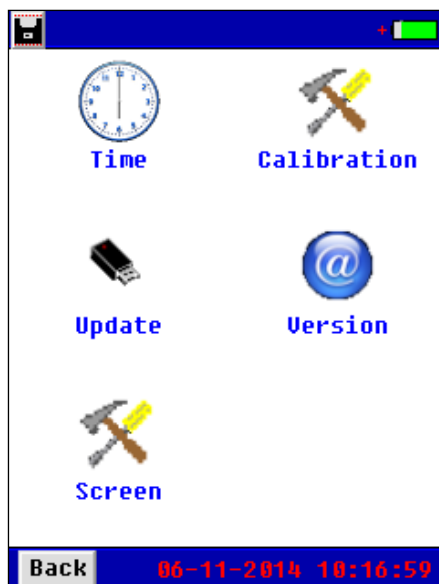 +
Time Calibration
Update Version
Screen
Back 06-11-2014 10:16:59